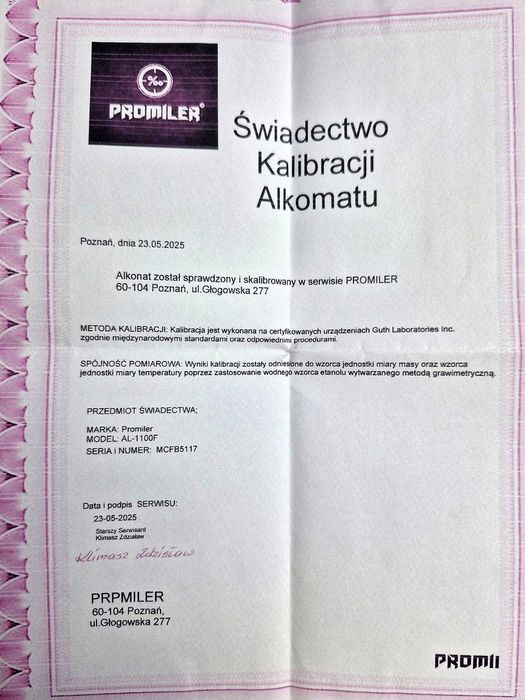 ‰
PROMILER®
Świadectwo
Kalibracji
Alkomatu
Poznań, dnia 23.05.2025
Alkonat został sprawdzony i skalibrowany w serwisie PROMILER
60-104 Poznań, ul.Głogowska 277
METODA KALIBRACJI: Kalibracja jest wykonana na certyfikowanych urządzeniach Guth Laboratories Inc.
zgodnie międzynarodowymi standardami oraz odpowiednimi procedurami.
SPÓJNOŚĆ POMIAROWA: Wyniki kalibracji zostały odniesione do wzorca jednostki miary masy oraz wzorca
jednostki miary temperatury poprzez zastosowanie wodnego wzorca etanolu wytwarzanego metodą grawimetryczną.
PRZEDMIOT ŚWIADECTWA;
MARKA: Promiler
MODEL: AL-1100F
SERIA i NUMER: MCFB5117
Data i podpis SERWISU:
23-05-2025
Starszy Serwisant
Klimasz Zdziaław
Klimasz Zdzisław
PRPMILER
60-104 Poznań,
ul.Głogowska 277
PROMII